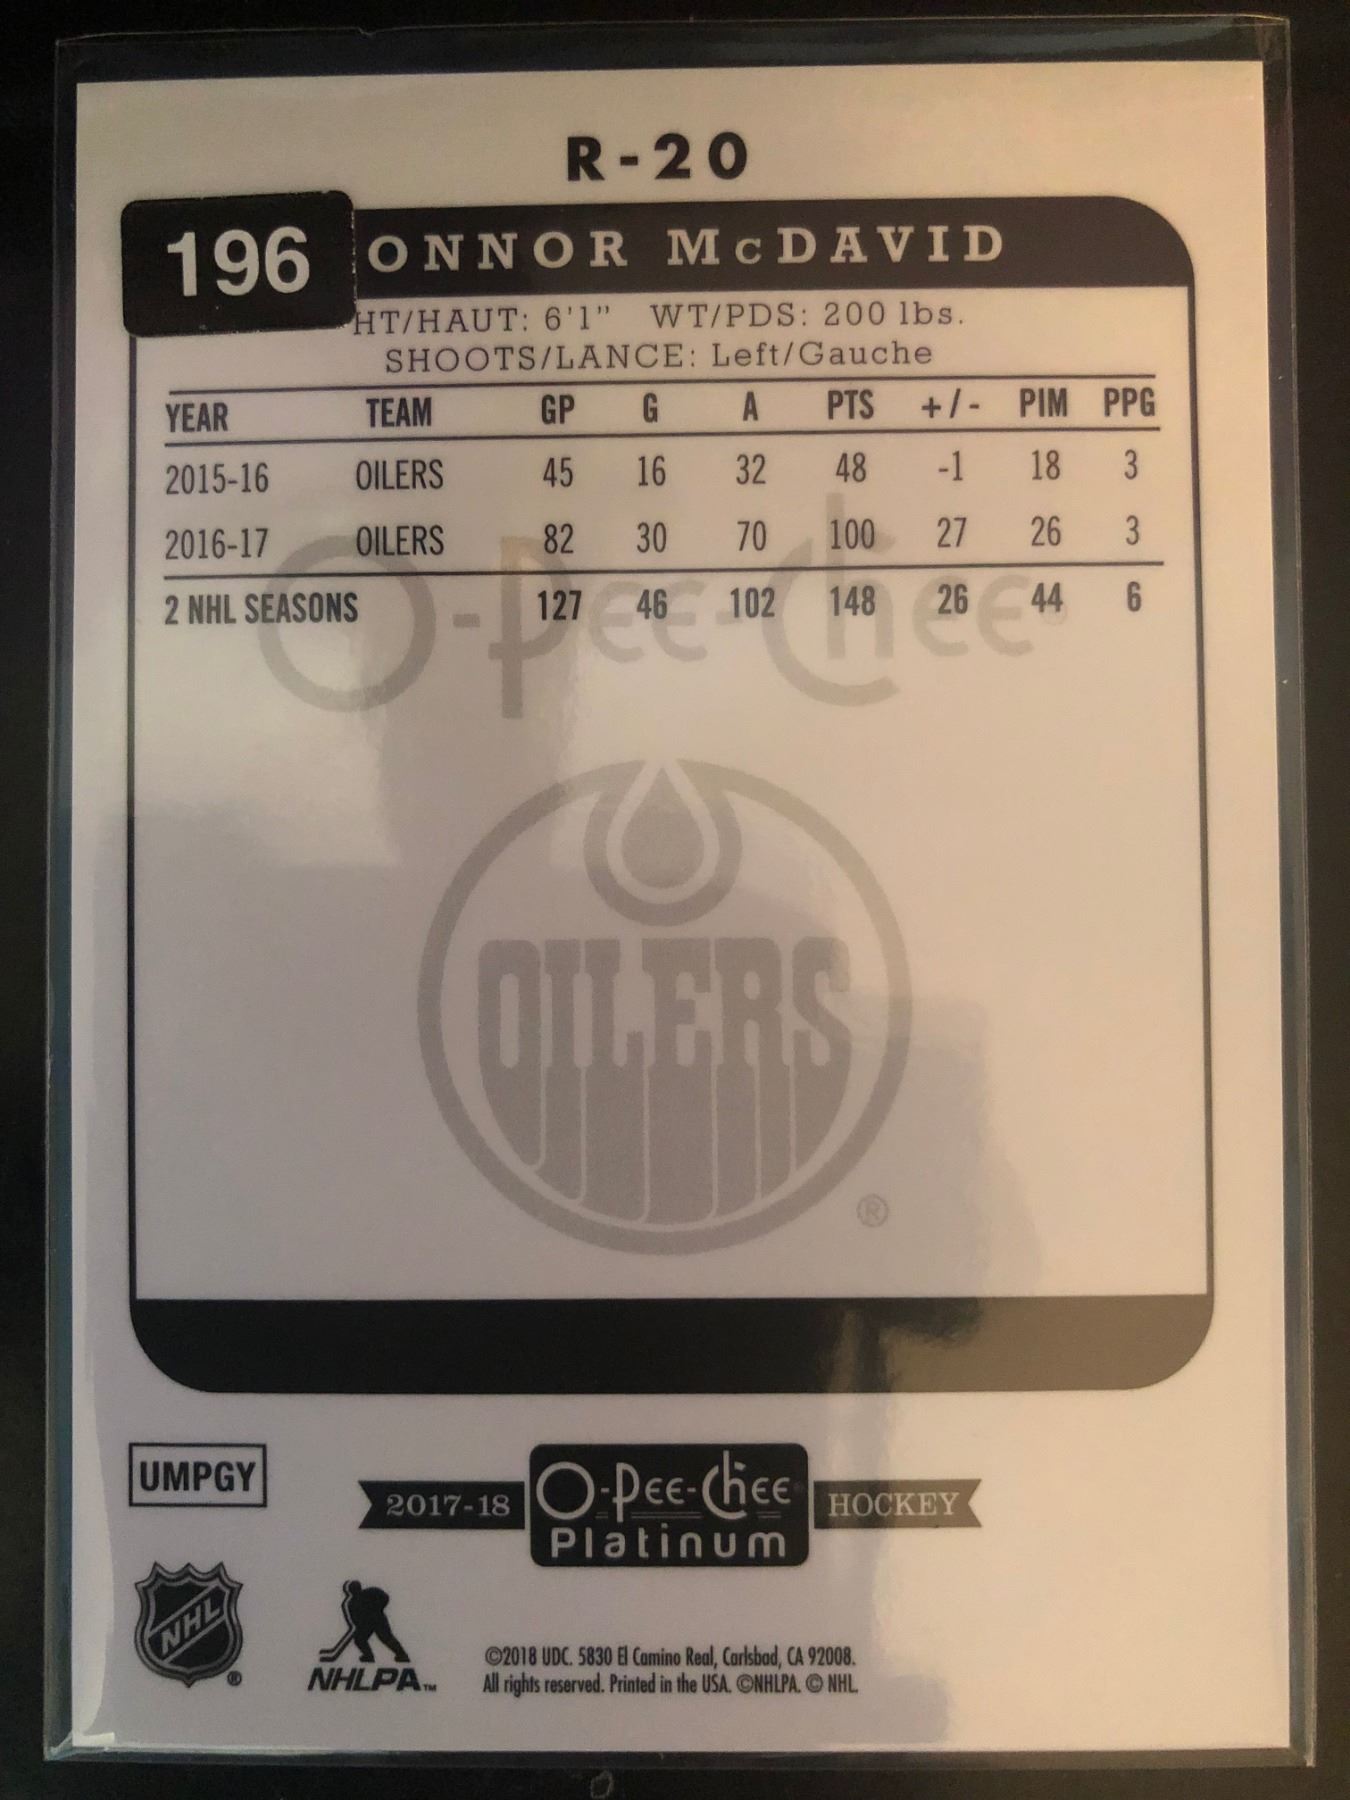 R-20
196
ONNOR McDAVID
HT/HAUT: 6'1" WT/PDS: 200 lbs.
SHOOTS/LANCE: Left/Gauche
YEAR TEAM GP G A PTS +/- PIM PPG
2015-16 OILERS 45 16 32 48 -1 18 3
2016-17 OILERS 82 30 70 100 27 26 3
2 NHL SEASONS 127 46 102 148 26 44 6
O-Pee-Chee®
OILERS
®
UMPGY
2017-18 O-Pee-Chee HOCKEY
Platinum
NHL ®
NHLPA™
©2018 UDC. 5830 El Camino Real, Carlsbad, CA 92008.
All rights reserved. Printed in the USA. ©NHLPA. © NHL.